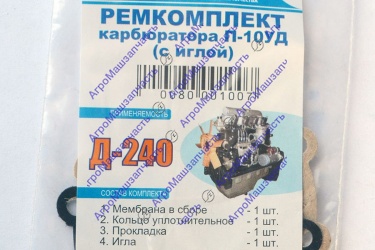 РЕМКОМПЛЕКТ
карбюратора П-10УД
(с иглой)
ПРИМЕНЯЕМОСТЬ
Д-240
СОСТАВ КОМПЛЕКТА
1. Мембрана в сборе - 1 шт.
2. Кольцо уплотнительное - 1 шт.
3. Прокладка - 1 шт.
4. Игла - 1 шт.
АгроМашзапчасть